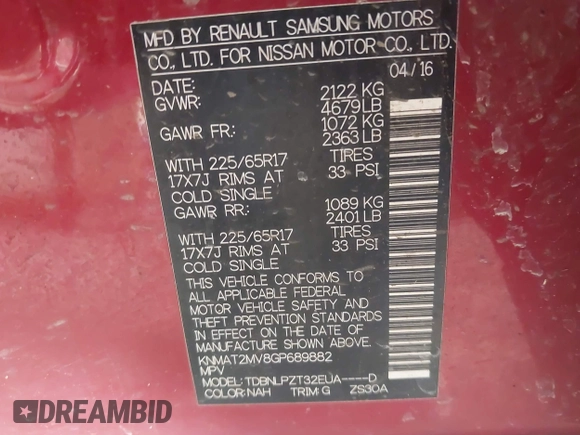 MFD BY RENAULT SAMSUNG MOTORS
CO., LTD. FOR NISSAN MOTOR CO., LTD.
DATE: 04/16
GVWR: 2122 KG
4679 LB
GAWR FR: 1072 KG
2363 LB
WITH 225/65R17 TIRES
17X7J RIMS AT 33 PSI
COLD SINGLE
GAWR RR: 1089 KG
2401 LB
WITH 225/65R17 TIRES
17X7J RIMS AT 33 PSI
COLD SINGLE
THIS VEHICLE CONFORMS TO
ALL APPLICABLE FEDERAL
MOTOR VEHICLE SAFETY AND
THEFT PREVENTION STANDARDS
IN EFFECT ON THE DATE OF
MANUFACTURE SHOWN ABOVE.
KNMAT2MV8GP689882
MPV
MODEL: TDBNLPZT32EUA----D
COLOR: NAH TRIM: G ZS30A
DREAMBID